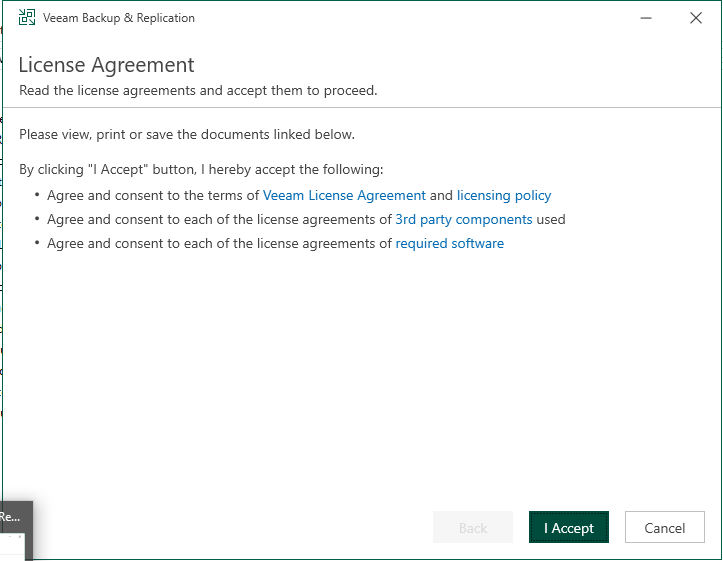 Veeam Backup & Replication
License Agreement
Read the license agreements and accept them to proceed.
Please view, print or save the documents linked below.
By clicking "I Accept" button, I hereby accept the following:
• Agree and consent to the terms of Veeam License Agreement and licensing policy
• Agree and consent to each of the license agreements of 3rd party components used
• Agree and consent to each of the license agreements of required software
Re...
Back
I Accept
Cancel